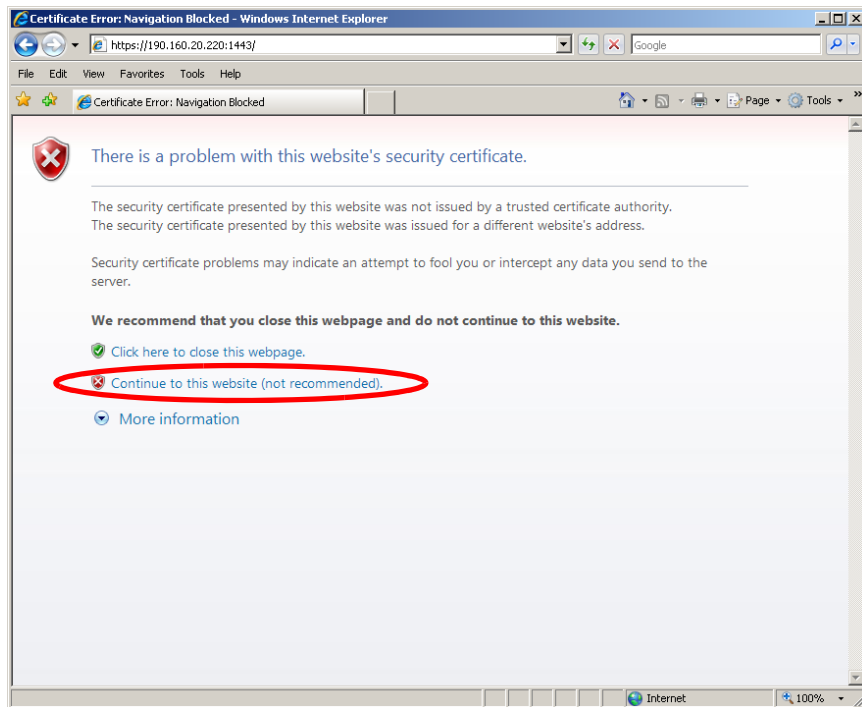 Certificate Error: Navigation Blocked - Windows Internet Explorer
https://190.160.20.220:1443/
Google
File Edit View Favorites Tools Help
Certificate Error: Navigation Blocked
Page Tools »
There is a problem with this website's security certificate.
The security certificate presented by this website was not issued by a trusted certificate authority.
The security certificate presented by this website was issued for a different website's address.
Security certificate problems may indicate an attempt to fool you or intercept any data you send to the
server.
We recommend that you close this webpage and do not continue to this website.
Click here to close this webpage.
Continue to this website (not recommended).
More information
Internet 100%